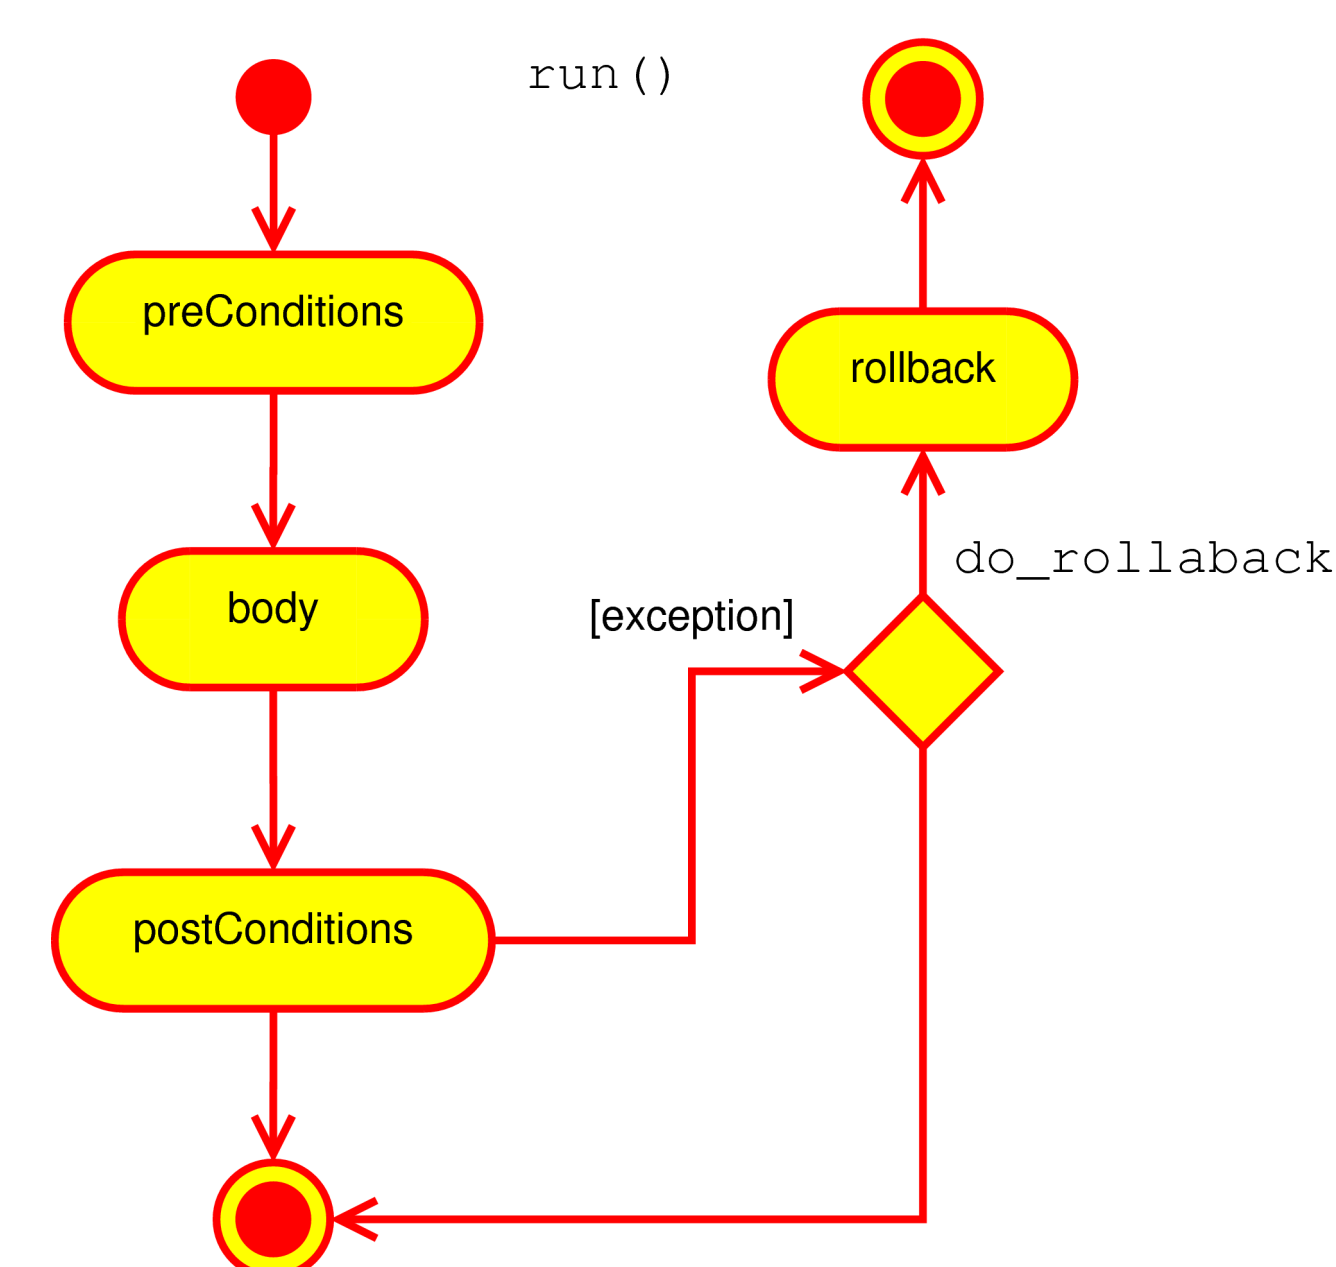 run()
preConditions
rollback
do_rollaback
body
[exception]
postConditions